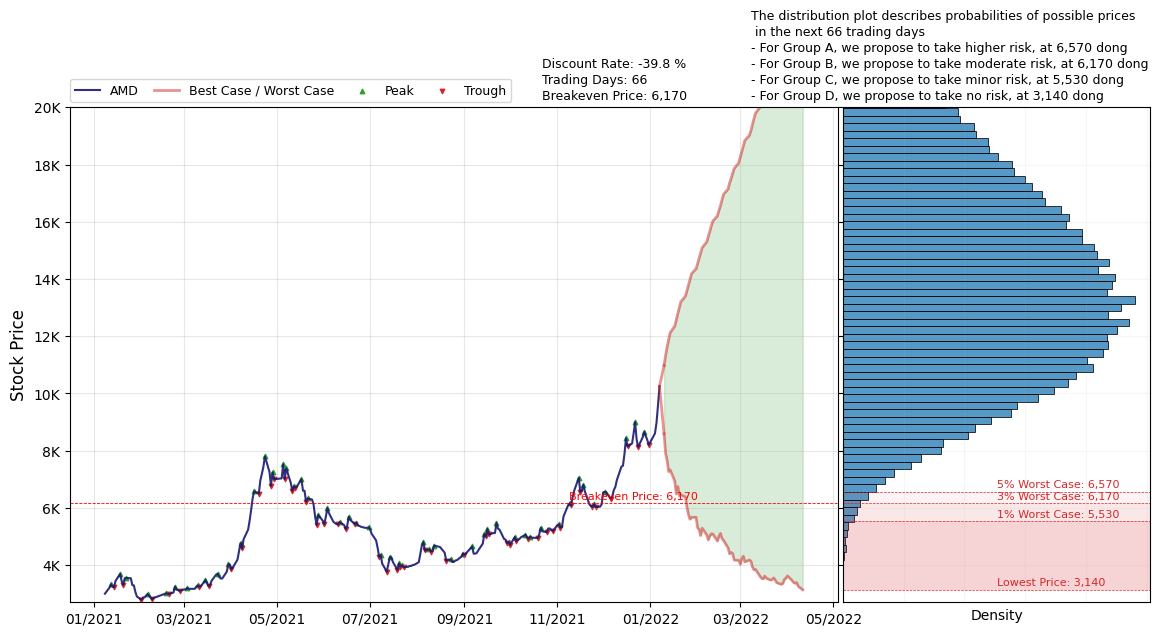 The distribution plot describes probabilities of possible prices
in the next 66 trading days
- For Group A, we propose to take higher risk, at 6,570 dong
- For Group B, we propose to take moderate risk, at 6,170 dong
- For Group C, we propose to take minor risk, at 5,530 dong
- For Group D, we propose to take no risk, at 3,140 dong
Discount Rate: -39.8 %
Trading Days: 66
Breakeven Price: 6,170
AMD
Best Case / Worst Case
Peak
Trough
Stock Price
20K
18K
16K
14K
12K
10K
8K
6K
4K
Breakeven Price: 6,170
5% Worst Case: 6,570
3% Worst Case: 6,170
1% Worst Case: 5,530
Lowest Price: 3,140
01/2021
03/2021
05/2021
07/2021
09/2021
11/2021
01/2022
03/2022
05/2022
Density